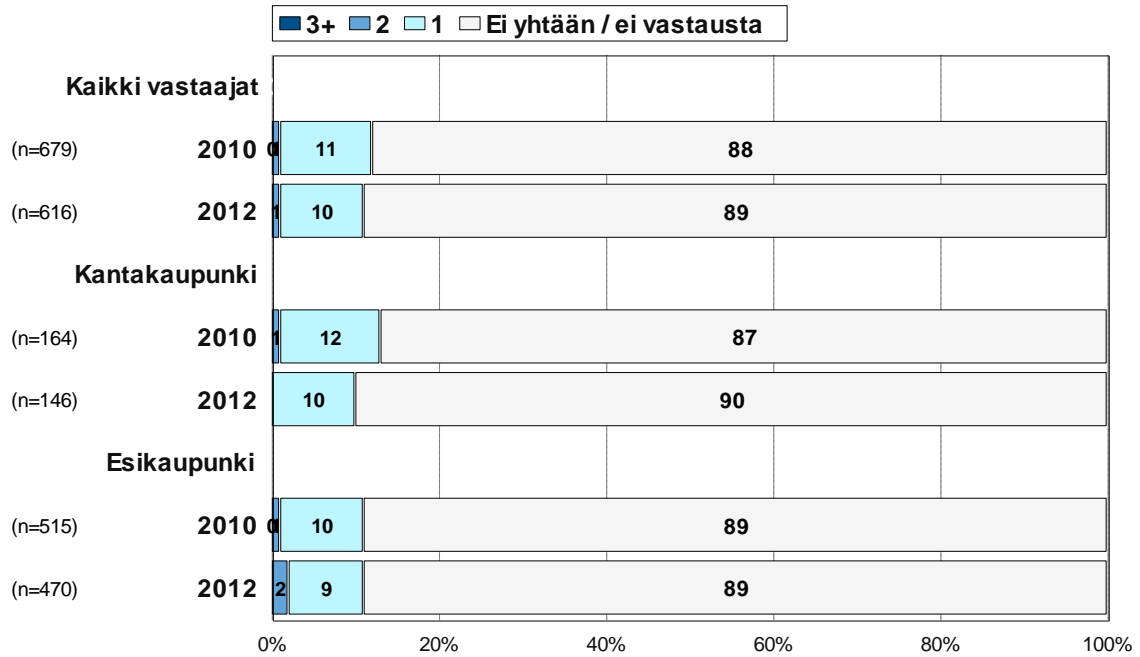 3+ 2 1 Ei yhtään / ei vastausta
Kaikki vastaajat
(n=679) 2010 0 1 11 88
(n=616) 2012 1 10 89
Kantakaupunki
(n=164) 2010 1 12 87
(n=146) 2012 10 90
Esikaupunki
(n=515) 2010 0 1 10 89
(n=470) 2012 2 9 89
0% 20% 40% 60% 80% 100%